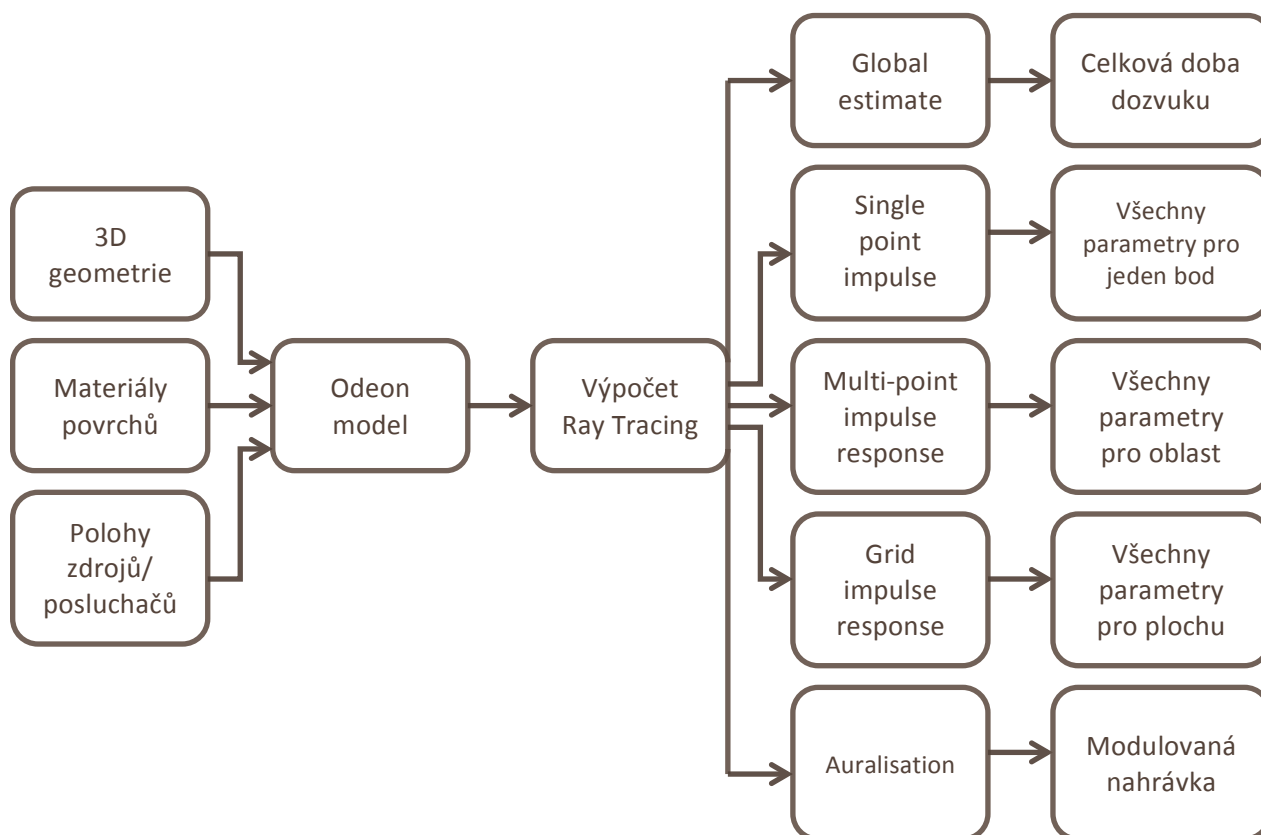 3D
geometrie
Materiály
povrchů
Polohy
zdrojů/
posluchačů
Odeon
model
Výpočet
Ray Tracing
Global
estimate
Celková doba
dozvuku
Single
point
impulse
Všechny
parametry pro
jeden bod
Multi-point
impulse
response
Všechny
parametry
pro oblast
Grid
impulse
response
Všechny
parametry
pro plochu
Auralisation
Modulovaná
nahrávka